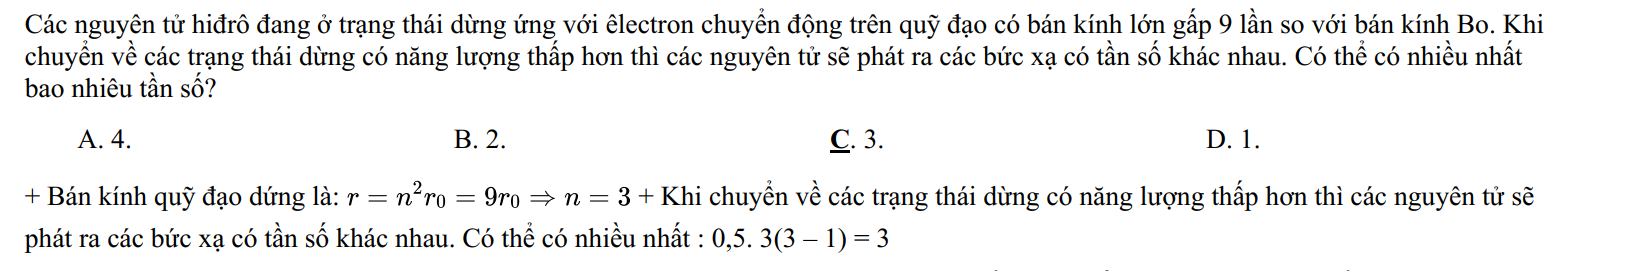 Các nguyên tử hiđrô đang ở trạng thái dừng ứng với êlectron chuyển động trên quỹ đạo có bán kính lớn gấp 9 lần so với bán kính Bo. Khi
chuyển về các trạng thái dừng có năng lượng thấp hơn thì các nguyên tử sẽ phát ra các bức xạ có tần số khác nhau. Có thể có nhiều nhất
bao nhiêu tần số?
A. 4. B. 2. C. 3. D. 1.
+ Bán kính quỹ đạo dứng là: r = n²r₀ = 9r₀ ⇒ n = 3 + Khi chuyển về các trạng thái dừng có năng lượng thấp hơn thì các nguyên tử sẽ
phát ra các bức xạ có tần số khác nhau. Có thể có nhiều nhất : 0,5. 3(3 – 1) = 3